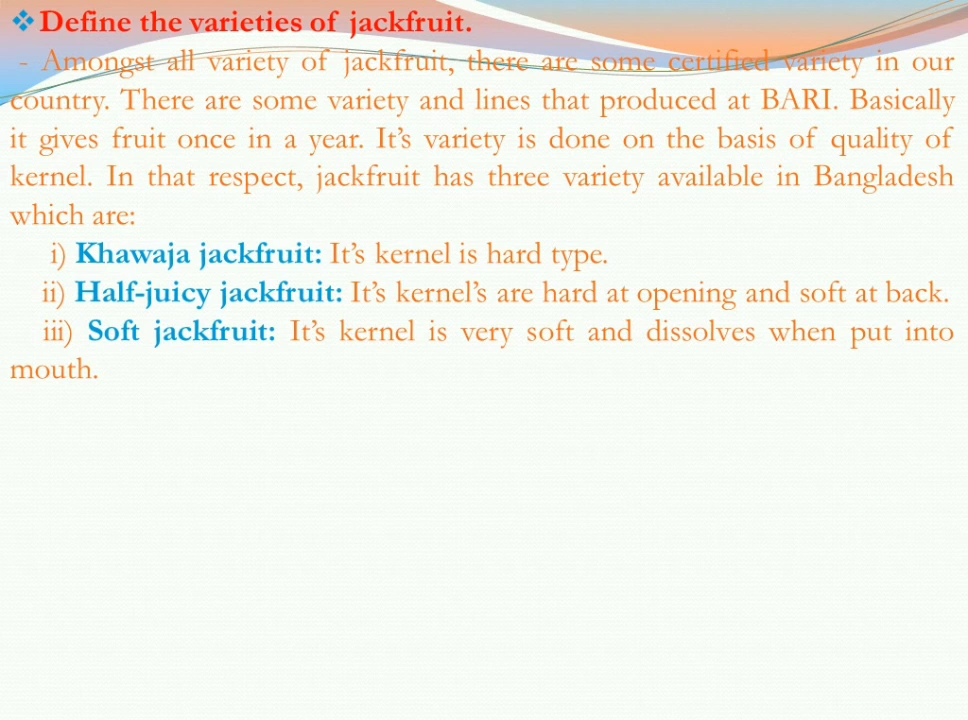 ❖Define the varieties of jackfruit.
- Amongst all variety of jackfruit, there are some certified variety in our
country. There are some variety and lines that produced at BARI. Basically
it gives fruit once in a year. It’s variety is done on the basis of quality of
kernel. In that respect, jackfruit has three variety available in Bangladesh
which are:
i) Khawaja jackfruit: It’s kernel is hard type.
ii) Half-juicy jackfruit: It’s kernel’s are hard at opening and soft at back.
iii) Soft jackfruit: It’s kernel is very soft and dissolves when put into
mouth.